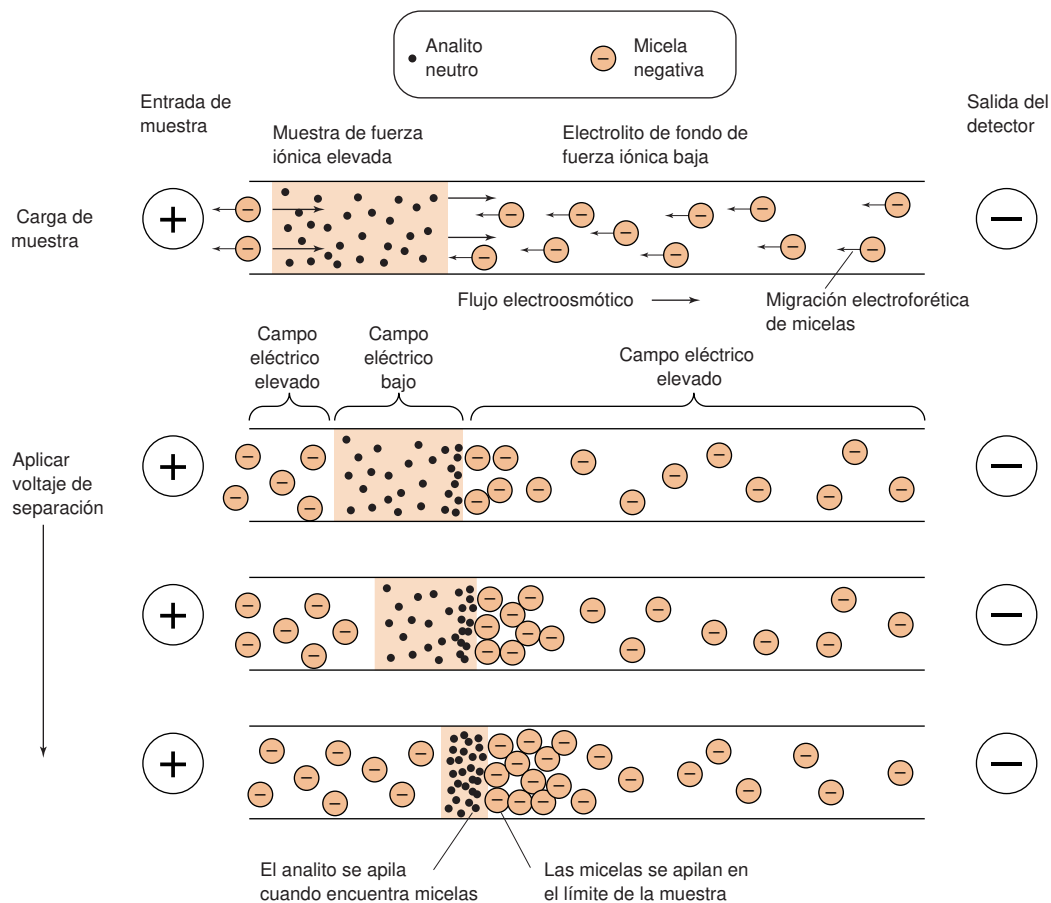 Analito
neutro
Micela
negativa
Entrada de
muestra
Salida del
detector
Muestra de fuerza
iónica elevada
Electrolito de fondo de
fuerza iónica baja
Carga de
muestra
+
−
Flujo electroosmótico
Migración electroforética
de micelas
Campo
eléctrico
elevado
Campo
eléctrico
bajo
Campo eléctrico
elevado
Aplicar
voltaje de
separación
+
−
+
−
+
−
El analito se apila
cuando encuentra micelas
Las micelas se apilan en
el límite de la muestra